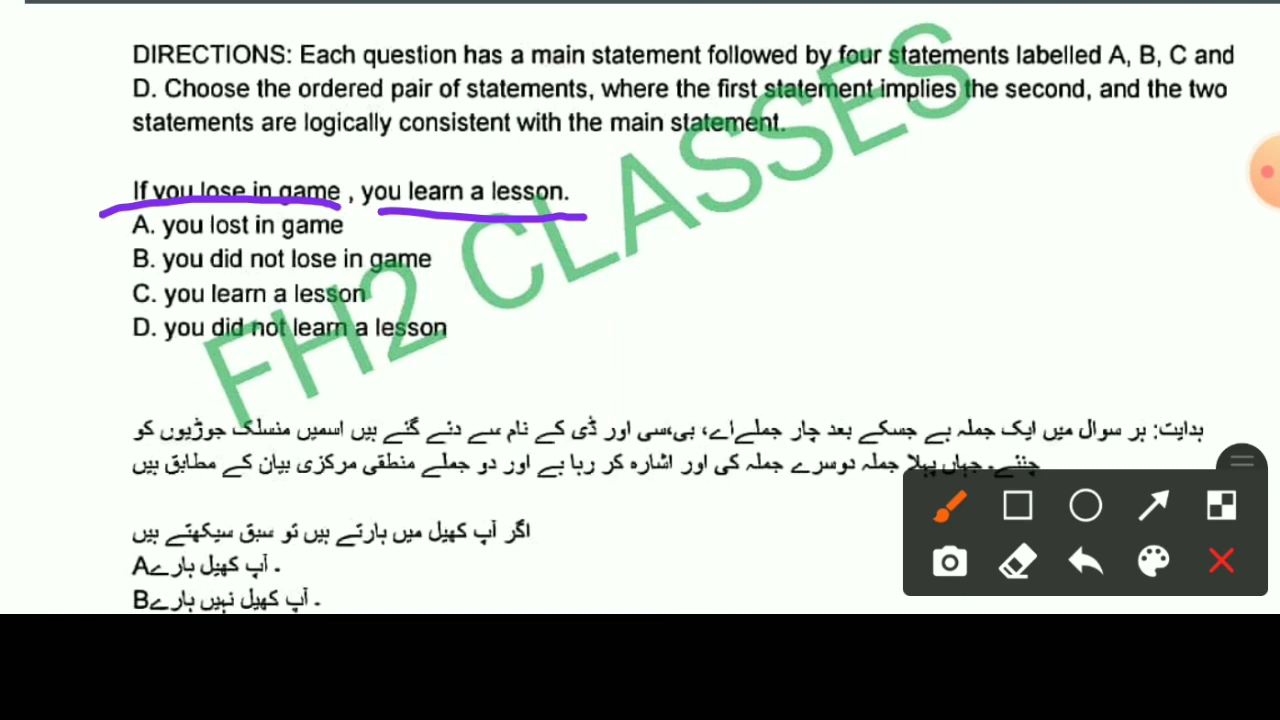 DIRECTIONS: Each question has a main statement followed by four statements labelled A, B, C and
D. Choose the ordered pair of statements, where the first statement implies the second, and the two
statements are logically consistent with the main statement.
If you lose in game , you learn a lesson.
A. you lost in game
B. you did not lose in game
C. you learn a lesson
D. you did not learn a lesson
FH2 CLASSES
ہدایت: ہر سوال میں ایک جملہ ہے جسکے بعد چار جملےاے، بی،سی اور ڈی کے نام سے دئے گئے ہیں اسمیں منسلک جوڑیوں کو
چنئے۔ جہاں پہلا جملہ دوسرے جملہ کی اور اشارہ کر رہا ہے اور دو جملے منطقی مرکزی بیان کے مطابق ہیں
اگر آپ کھیل میں ہارتے ہیں تو سبق سیکھتے ہیں
Aآپ کھیل ہارے .
Bآپ کھیل نہیں ہارے .